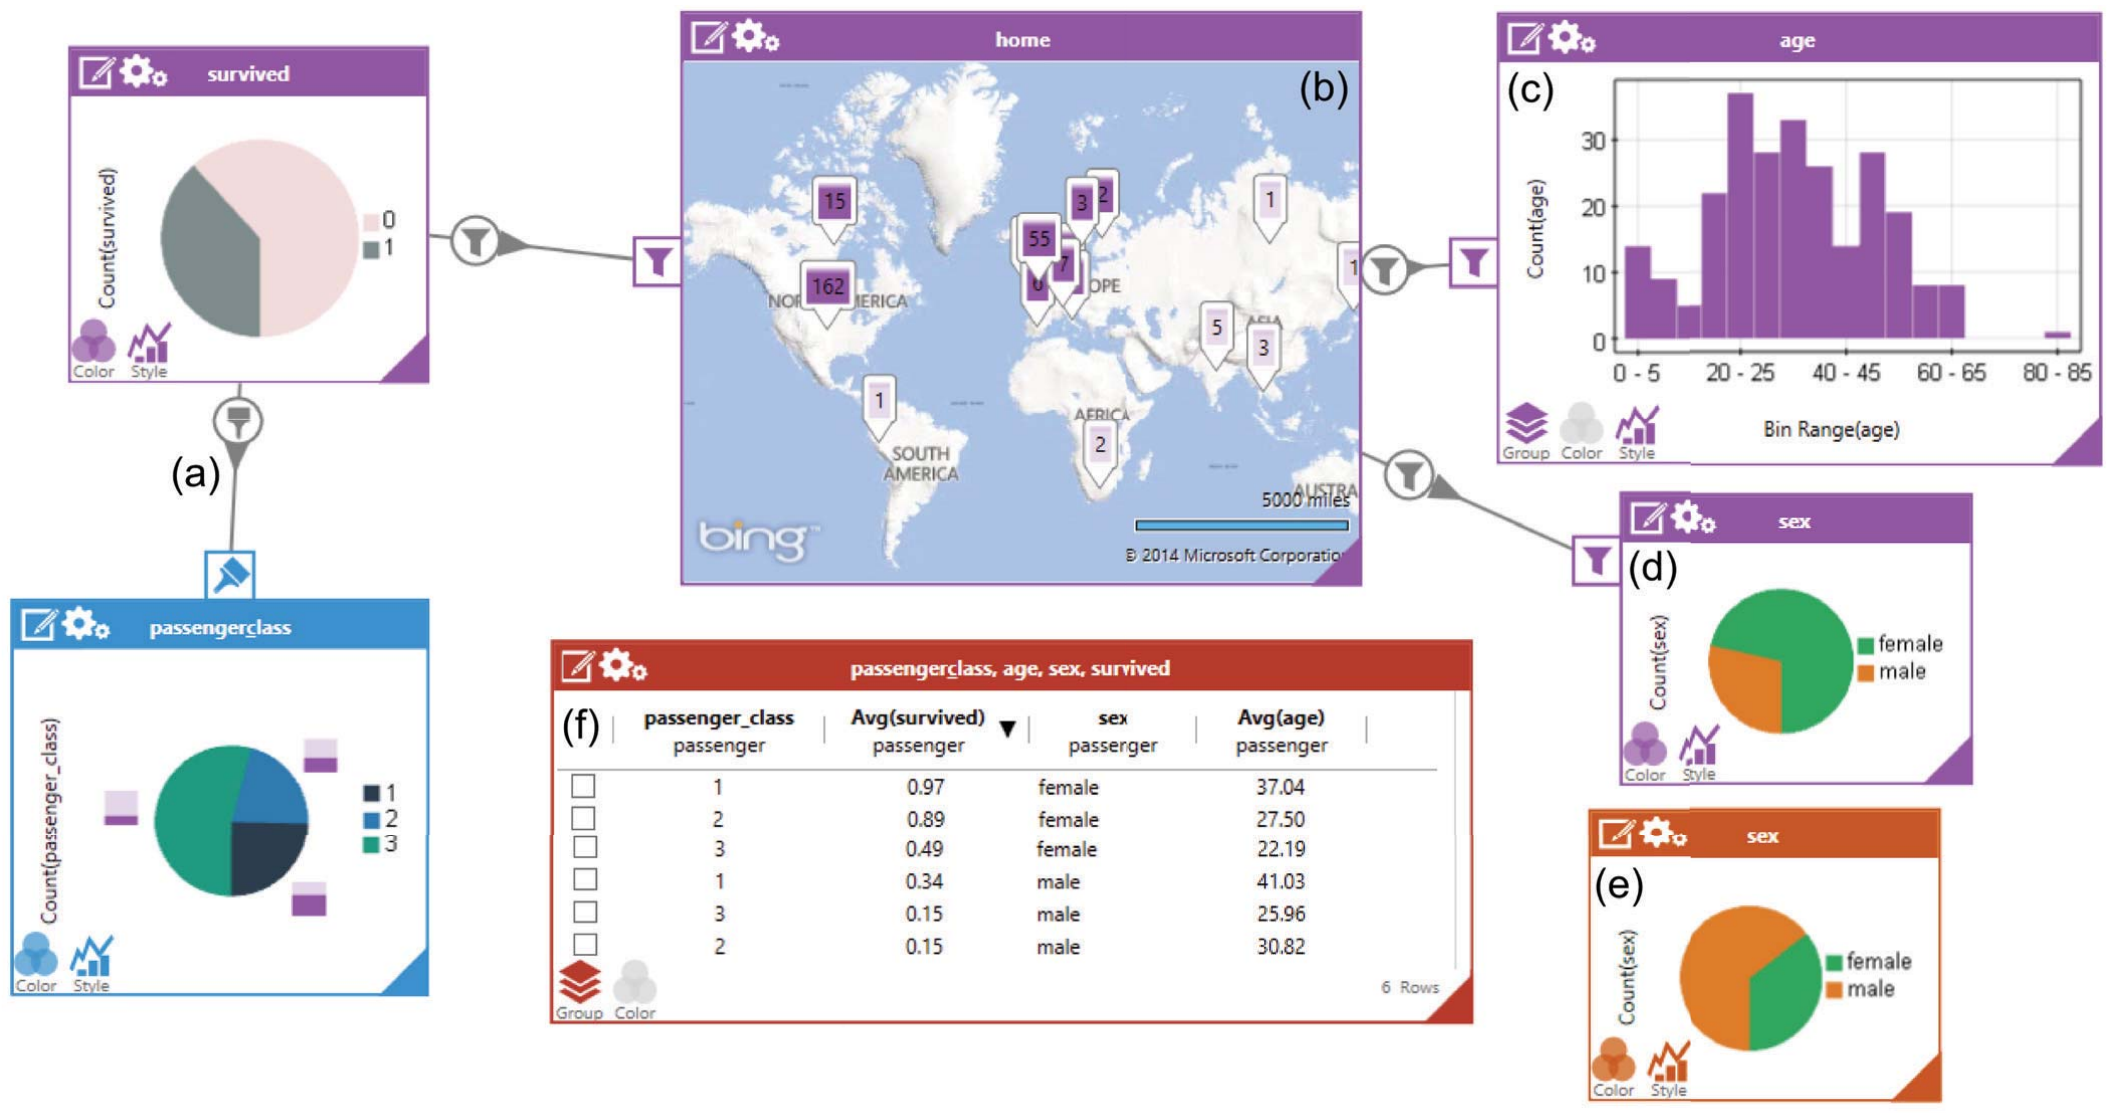 survived
Count(survived)
0
1
Color
Style
(a)
passengerclass
Count(passenger_class)
1
2
3
Color
Style
home
(b)
15
3
2
1
55
7
6
162
NOR
MERICA
OPE
1
5
ASIA
3
1
AFRICA
2
SOUTH
AMERICA
AUSTRA
5000 miles
bing™
© 2014 Microsoft Corporatio
age
(c)
Count(age)
30
20
10
0
0 - 5
20 - 25
40 - 45
60 - 65
80 - 85
Bin Range(age)
Group
Color
Style
sex
(d)
Count(sex)
female
male
Color
Style
sex
(e)
Count(sex)
female
male
Color
Style
passengerclass, age, sex, survived
(f)
passenger_class Avg(survived) ▼ sex Avg(age)
passenger passenger passenger passenger
1 0.97 female 37.04
2 0.89 female 27.50
3 0.49 female 22.19
1 0.34 male 41.03
3 0.15 male 25.96
2 0.15 male 30.82
6 Rows
Group
Color